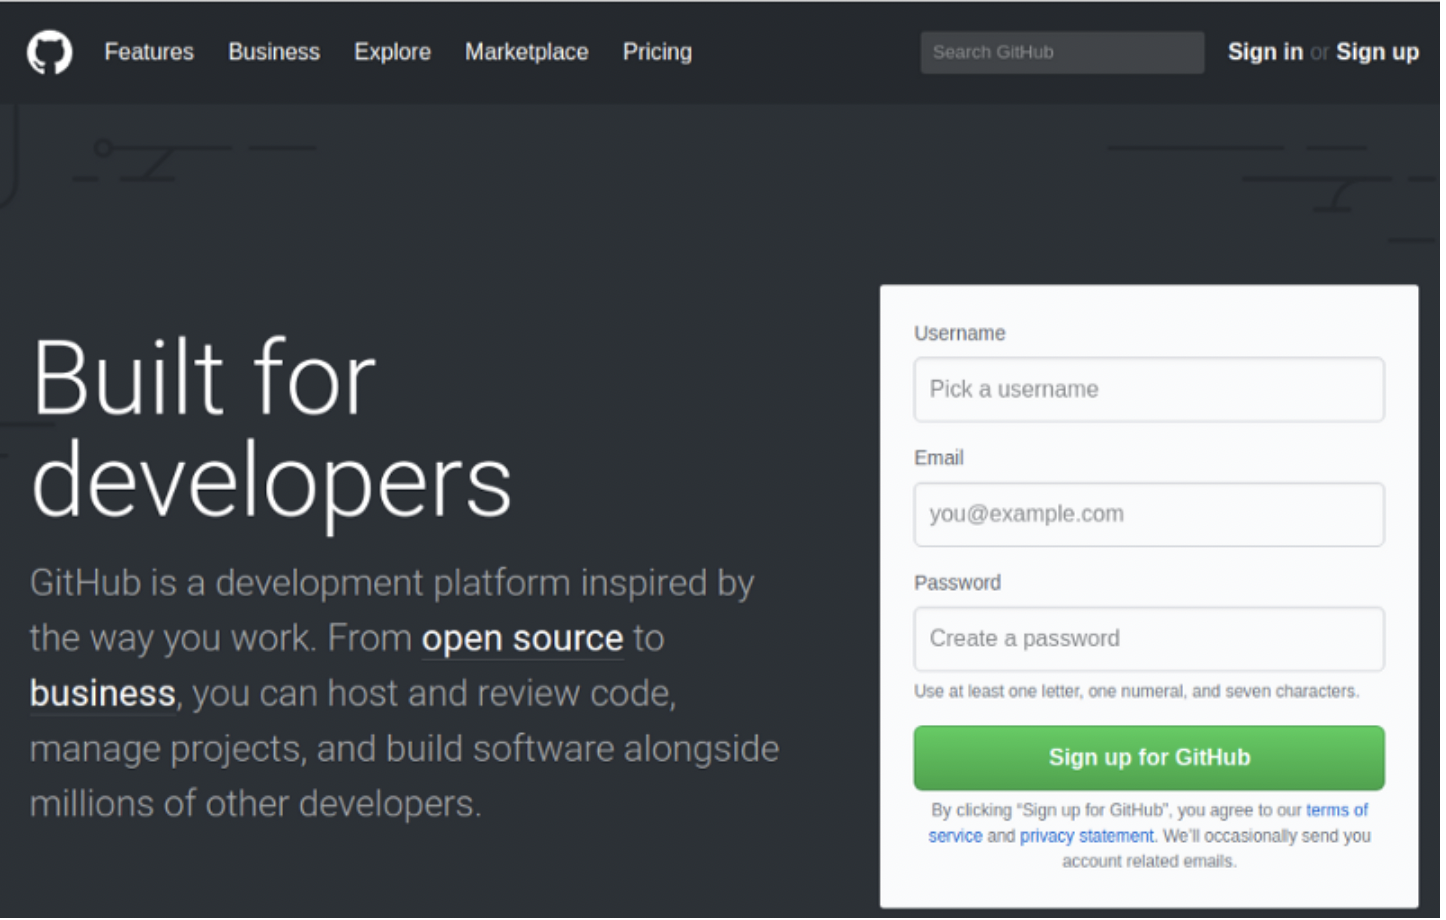 Features Business Explore Marketplace Pricing Search GitHub Sign in or Sign up
Built for
developers
GitHub is a development platform inspired by
the way you work. From open source to
business, you can host and review code,
manage projects, and build software alongside
millions of other developers.
Username
Pick a username
Email
you@example.com
Password
Create a password
Use at least one letter, one numeral, and seven characters.
Sign up for GitHub
By clicking “Sign up for GitHub”, you agree to our terms of
service and privacy statement. We’ll occasionally send you
account related emails.